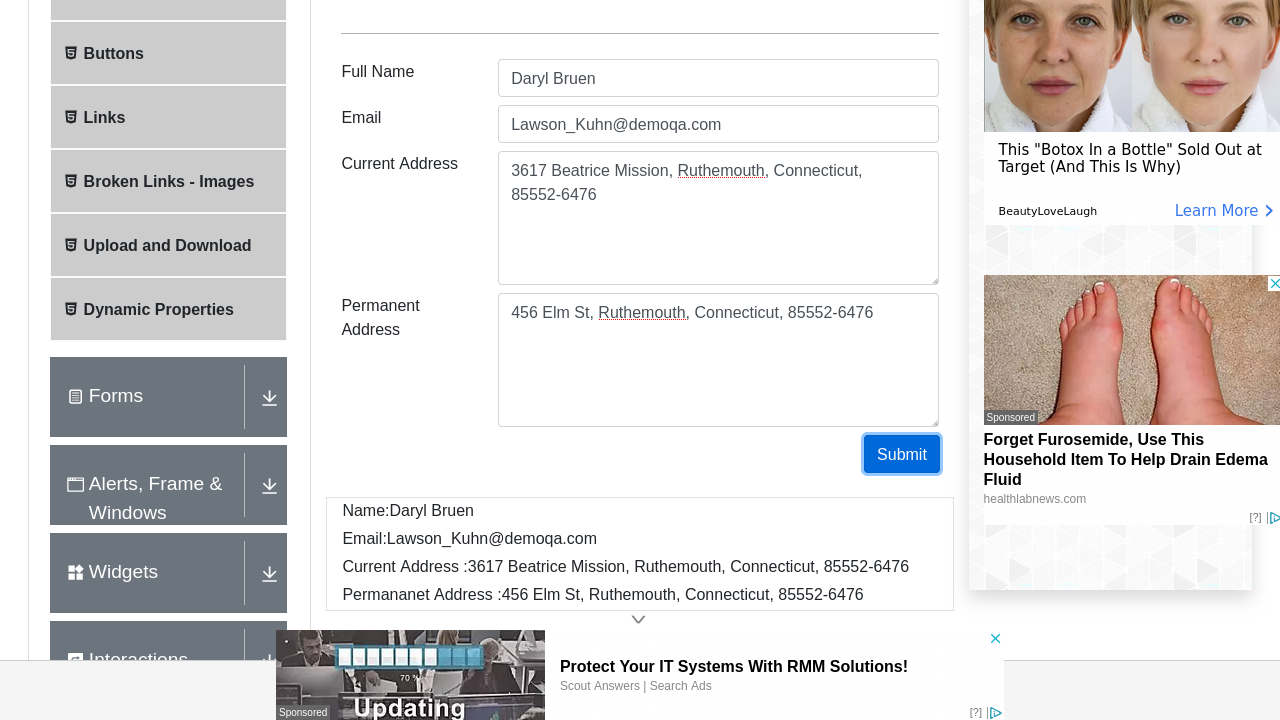 Buttons
Links
Broken Links - Images
Upload and Download
Dynamic Properties
Forms
Alerts, Frame &
Windows
Widgets
Interactions
Full Name
Daryl Bruen
Email
Lawson_Kuhn@demoqa.com
Current Address
3617 Beatrice Mission, Ruthemouth, Connecticut,
85552-6476
Permanent
Address
456 Elm St, Ruthemouth, Connecticut, 85552-6476
Submit
Name:Daryl Bruen
Email:Lawson_Kuhn@demoqa.com
Current Address :3617 Beatrice Mission, Ruthemouth, Connecticut, 85552-6476
Permananet Address :456 Elm St, Ruthemouth, Connecticut, 85552-6476
This "Botox In a Bottle" Sold Out at
Target (And This Is Why)
BeautyLoveLaugh
Learn More
Sponsored
Forget Furosemide, Use This
Household Item To Help Drain Edema
Fluid
healthlabnews.com
[?]
70 %
Updating
Sponsored
Protect Your IT Systems With RMM Solutions!
Scout Answers | Search Ads
[?]